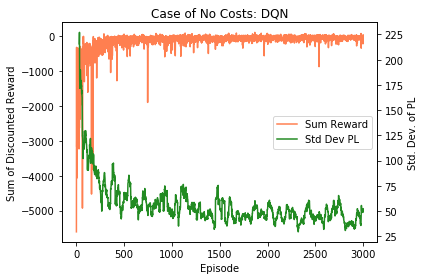 Case of No Costs: DQN
Sum of Discounted Reward
0
−1000
−2000
−3000
−4000
−5000
225
200
175
150
125
100
75
50
25
Std. Dev. of PL
Sum Reward
Std Dev PL
0 500 1000 1500 2000 2500 3000
Episode